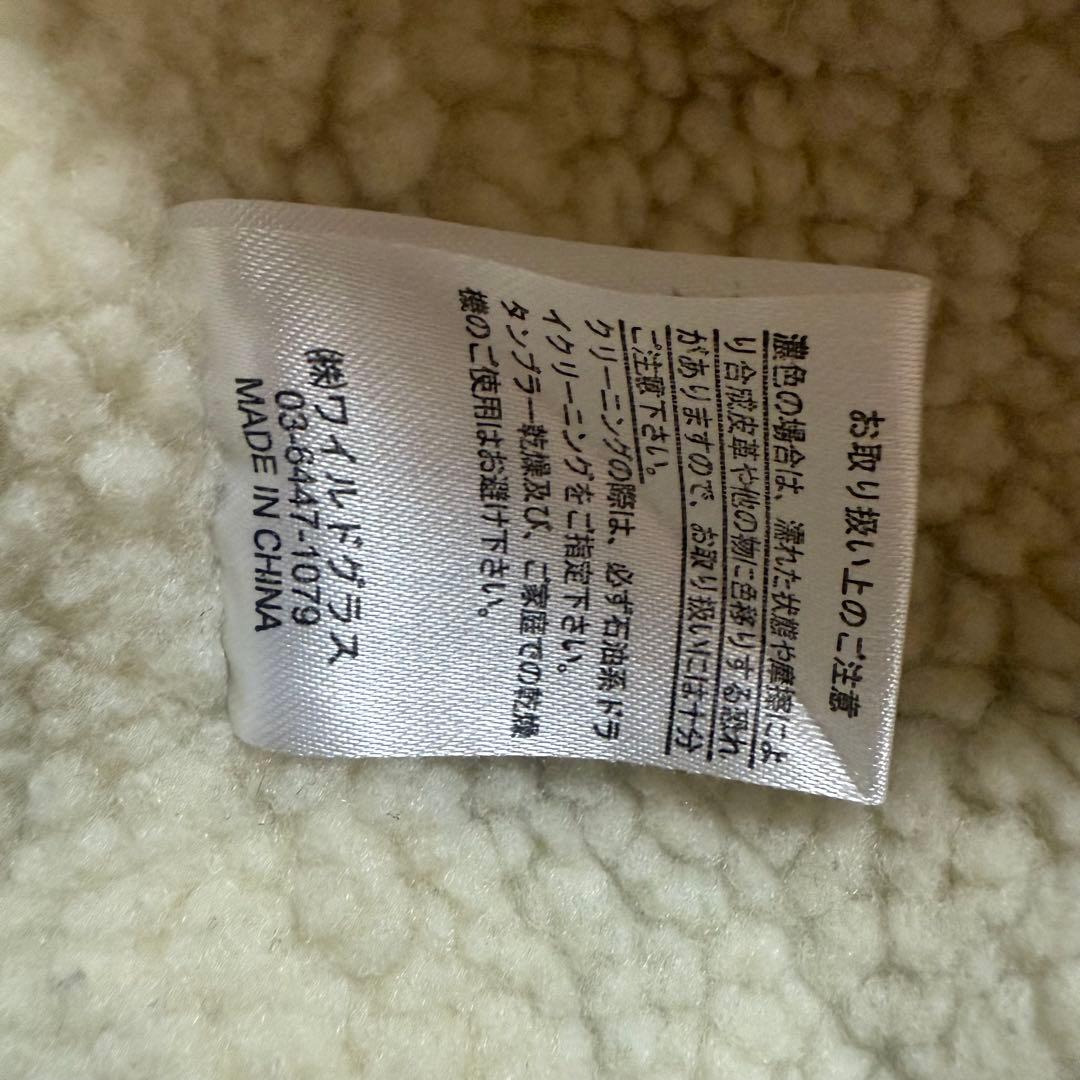 お取り扱い上のご注意
濃色の場合は、濡れた状態や摩擦によ
り合成皮革や他の物に色移りする恐れ
がありますので、お取り扱いには十分
ご注意下さい。
クリーニングの際は、必ず石油系ドラ
イクリーニングをご指定下さい。
タンブラー乾燥及び、ご家庭での乾燥
機のご使用はお避け下さい。
㈱ワイルドグラス
03-6447-1079
MADE IN CHINA